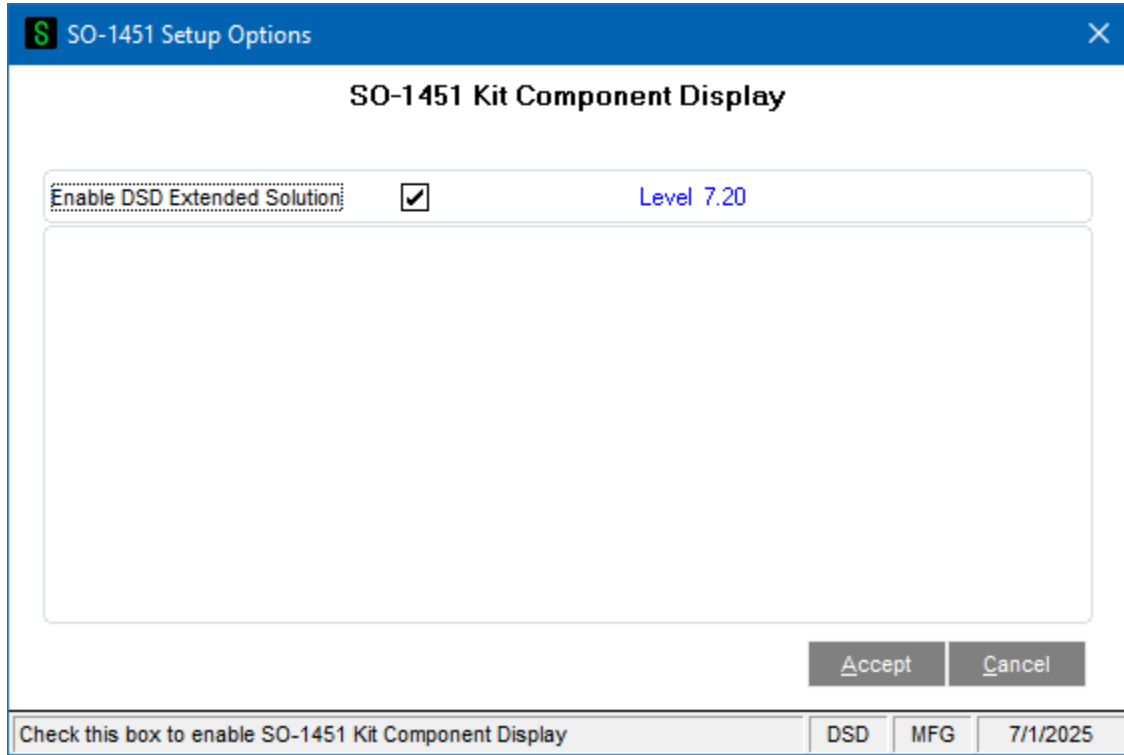 S SO-1451 Setup Options
SO-1451 Kit Component Display
Enable DSD Extended Solution Level 7.20
Accept Cancel
Check this box to enable SO-1451 Kit Component Display DSD MFG 7/1/2025